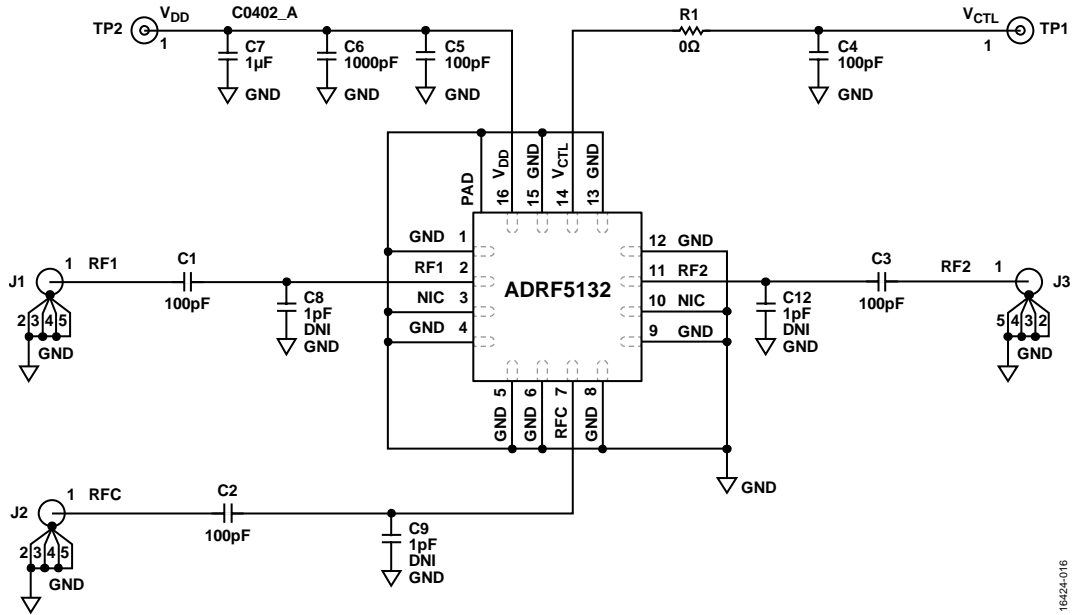 TP2
V_DD
1
C0402_A
C7
1µF
GND
C6
1000pF
GND
C5
100pF
GND
R1
0Ω
V_CTL
1
TP1
C4
100pF
GND
PAD
16 V_DD
15 GND
14 V_CTL
13 GND
GND 1
RF1 2
NIC 3
GND 4
ADRF5132
12 GND
11 RF2
10 NIC
9 GND
GND 5
GND 6
RFC 7
GND 8
GND
J1
1 RF1
2 3 4 5
GND
C1
100pF
C8
1pF
DNI
GND
C12
1pF
DNI
GND
C3
100pF
RF2 1
J3
5 4 3 2
GND
J2
1 RFC
2 3 4 5
GND
C2
100pF
C9
1pF
DNI
GND
16424-016